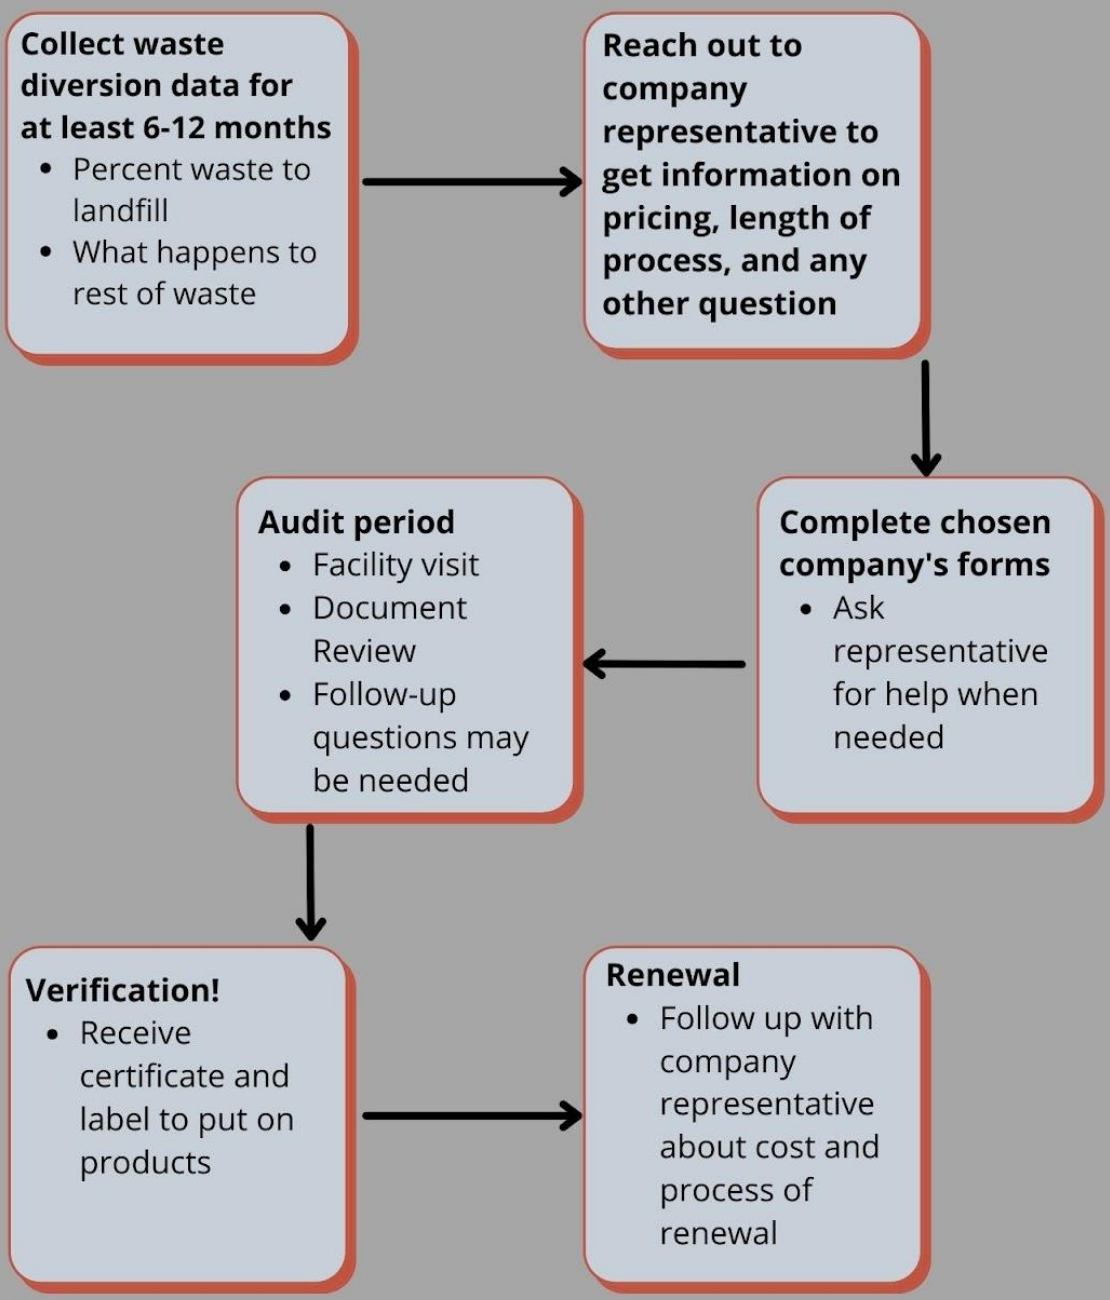 Collect waste
diversion data for
at least 6-12 months
• Percent waste to
landfill
• What happens to
rest of waste
Reach out to
company
representative to
get information on
pricing, length of
process, and any
other question
Complete chosen
company's forms
• Ask
representative
for help when
needed
Audit period
• Facility visit
• Document
Review
• Follow-up
questions may
be needed
Verification!
• Receive
certificate and
label to put on
products
Renewal
• Follow up with
company
representative
about cost and
process of
renewal